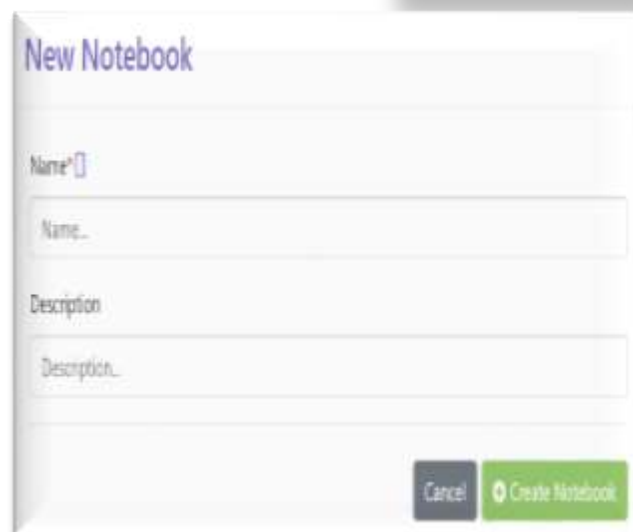 New Notebook
Name*
Name...
Description
Description...
Cancel
Create Notebook